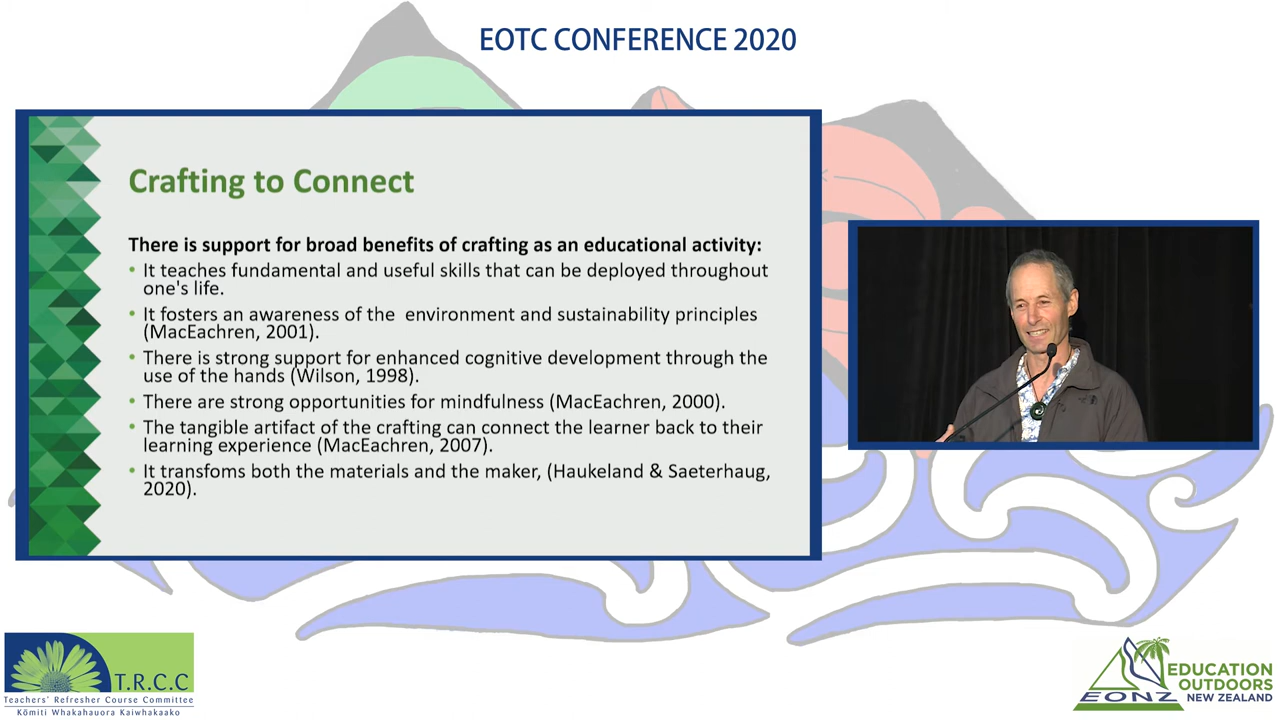 EOTC CONFERENCE 2020
Crafting to Connect
There is support for broad benefits of crafting as an educational activity:
• It teaches fundamental and useful skills that can be deployed throughout
one's life.
• It fosters an awareness of the environment and sustainability principles
(MacEachren, 2001).
• There is strong support for enhanced cognitive development through the
use of the hands (Wilson, 1998).
• There are strong opportunities for mindfulness (MacEachren, 2000).
• The tangible artifact of the crafting can connect the learner back to their
learning experience (MacEachren, 2007).
• It transfoms both the materials and the maker, (Haukeland & Saeterhaug,
2020).
T.R.C.C
Teachers' Refresher Course Committee
Kōmiti Whakahauora Kaiwhakaako
EONZ
EDUCATION
OUTDOORS
NEW ZEALAND